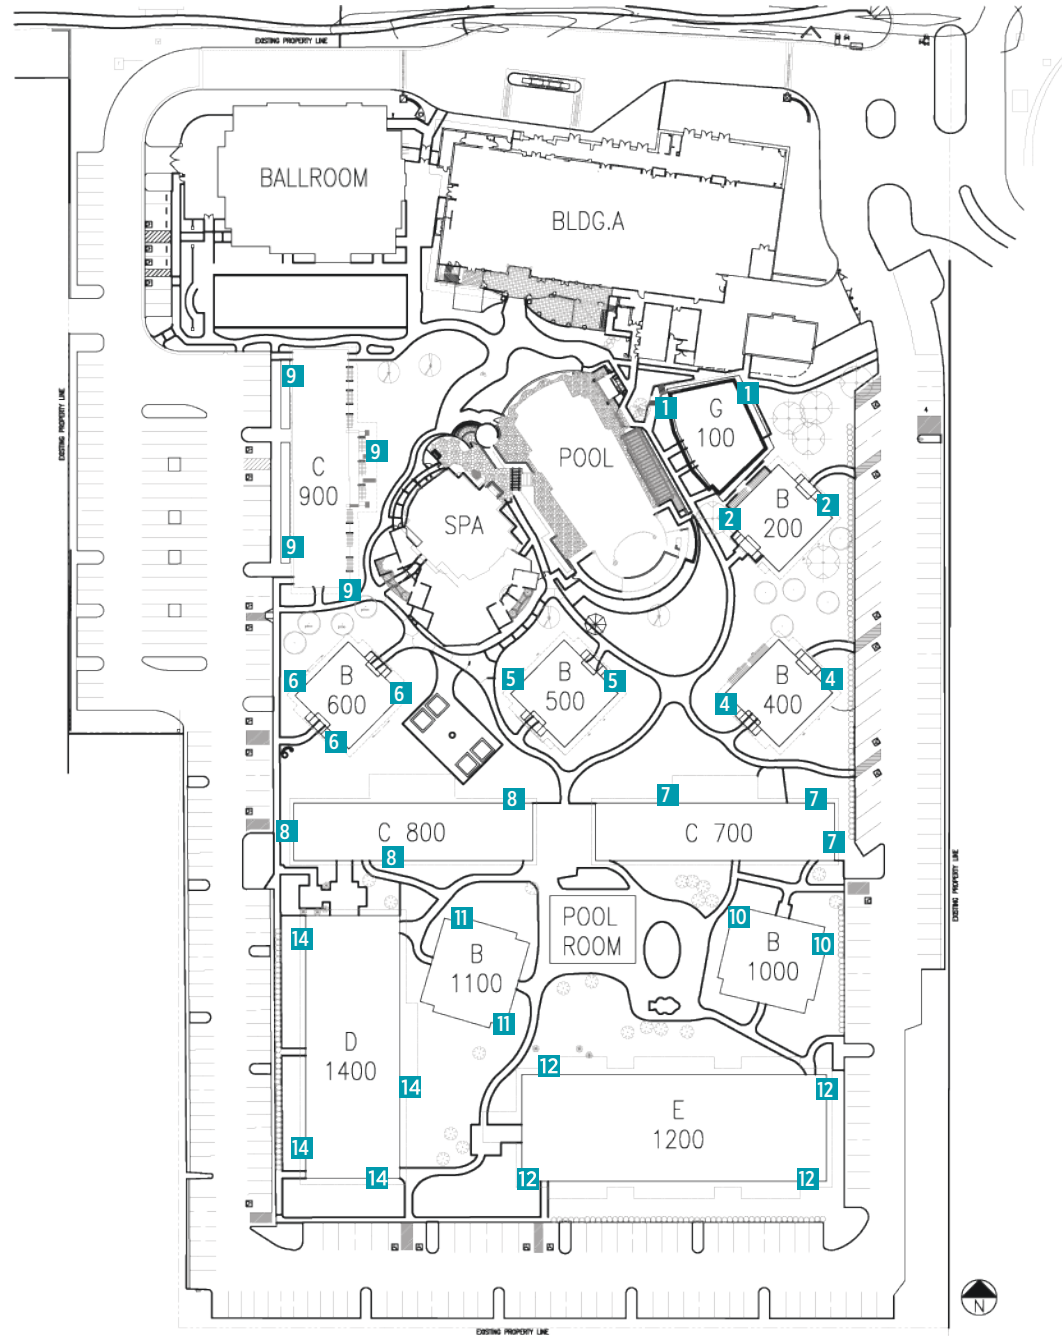 EXISTING PROPERTY LINE
BALLROOM
BLDG.A
EXISTING PROPERTY LINE
9
1
1
G
100
4
9
POOL
C
900
SPA
B
200
2
2
9
9
6
B
600
6
6
5
B
500
5
B
400
4
4
8
7
7
8
C 800
C 700
7
8
EXISTING PROPERTY LINE
11
POOL
ROOM
10
14
B
1100
B
1000
10
11
D
1400
12
14
12
E
1200
14
14
12
12
N
EXISTING PROPERTY LINE